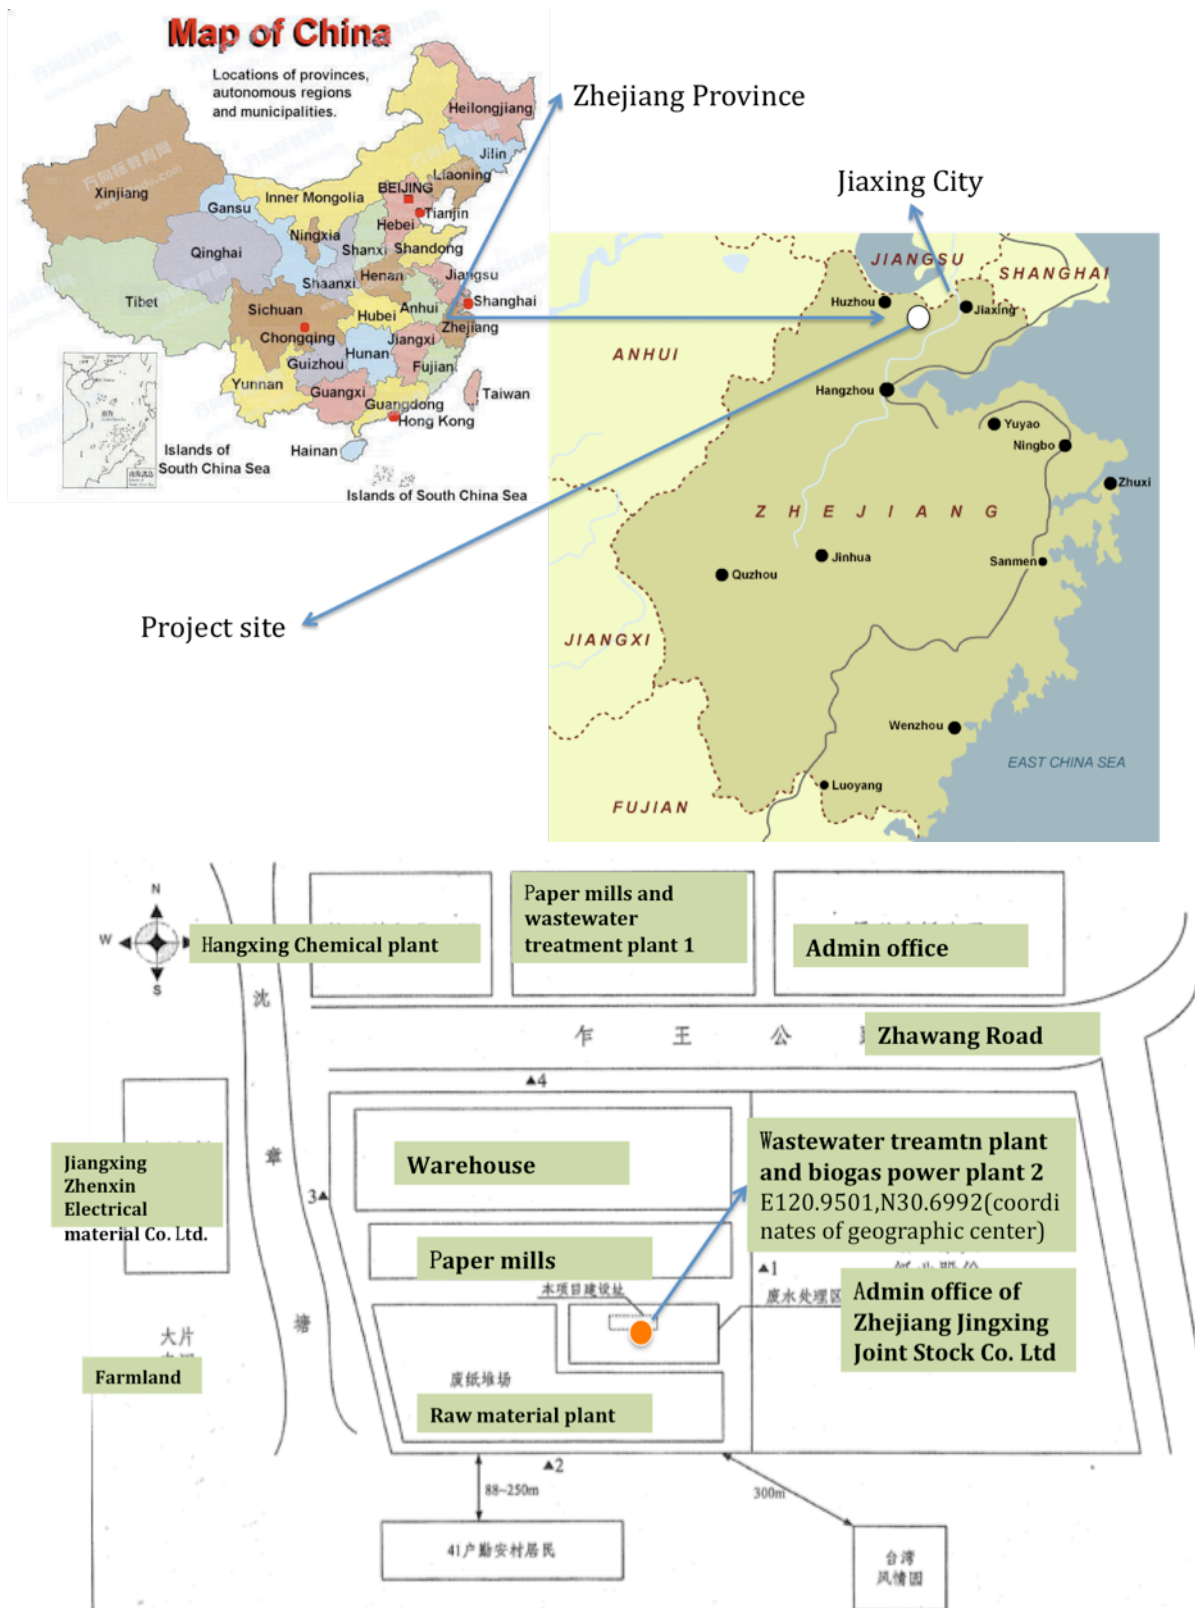 Map of China
Locations of provinces,
autonomous regions
and municipalities.
Heilongjiang
Jilin
Liaoning
Xinjiang
Inner Mongolia
BEIJING
Gansu
Tianjin
Hebei
Ningxia
Shanxi
Shandong
Qinghai
Shaanxi
Henan
Jiangsu
Tibet
Sichuan
Anhui
Shanghai
Hubei
Chongqing
Zhejiang
Hunan
Jiangxi
Guizhou
Fujian
Yunnan
Guangxi
Guangdong
Taiwan
Hong Kong
Hainan
Islands of
South China Sea
Islands of South China Sea
Zhejiang Province
Jiaxing City
Project site
JIANGSU
SHANGHAI
Huzhou
Jiaxing
ANHUI
Hangzhou
Yuyao
Ningbo
Zhuxi
ZHEJIANG
Jinhua
Sanmen
Quzhou
JIANGXI
Wenzhou
EAST CHINA SEA
Luoyang
FUJIAN
N
W
S
Hangxing Chemical plant
Paper mills and
wastewater
treatment plant 1
Admin office
沈
章
塘
乍 王 公
Zhawang Road
▲4
Jiangxing
Zhenxin
Electrical
material Co. Ltd.
3▲
Warehouse
Paper mills
Wastewater treamtn plant
and biogas power plant 2
E120.9501,N30.6992(coordi
nates of geographic center)
▲1
本项目建设址
废水处理区
Admin office of
Zhejiang Jingxing
Joint Stock Co. Ltd
大片
Farmland
废纸堆场
Raw material plant
▲2
88~250m
300m
41户勤安村居民
台湾
风情园